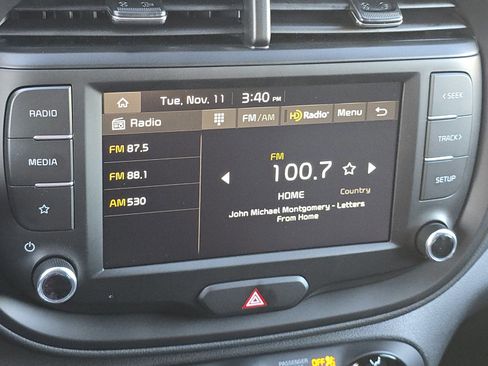 Tue, Nov. 11 3:40 PM
RADIO
MEDIA
Radio FM/AM HD Radio Menu
FM 87.5
FM 88.1
AM 530
FM
100.7
HOME Country
John Michael Montgomery - Letters
From Home
< SEEK
TRACK >
SETUP
PASSENGER
OFF